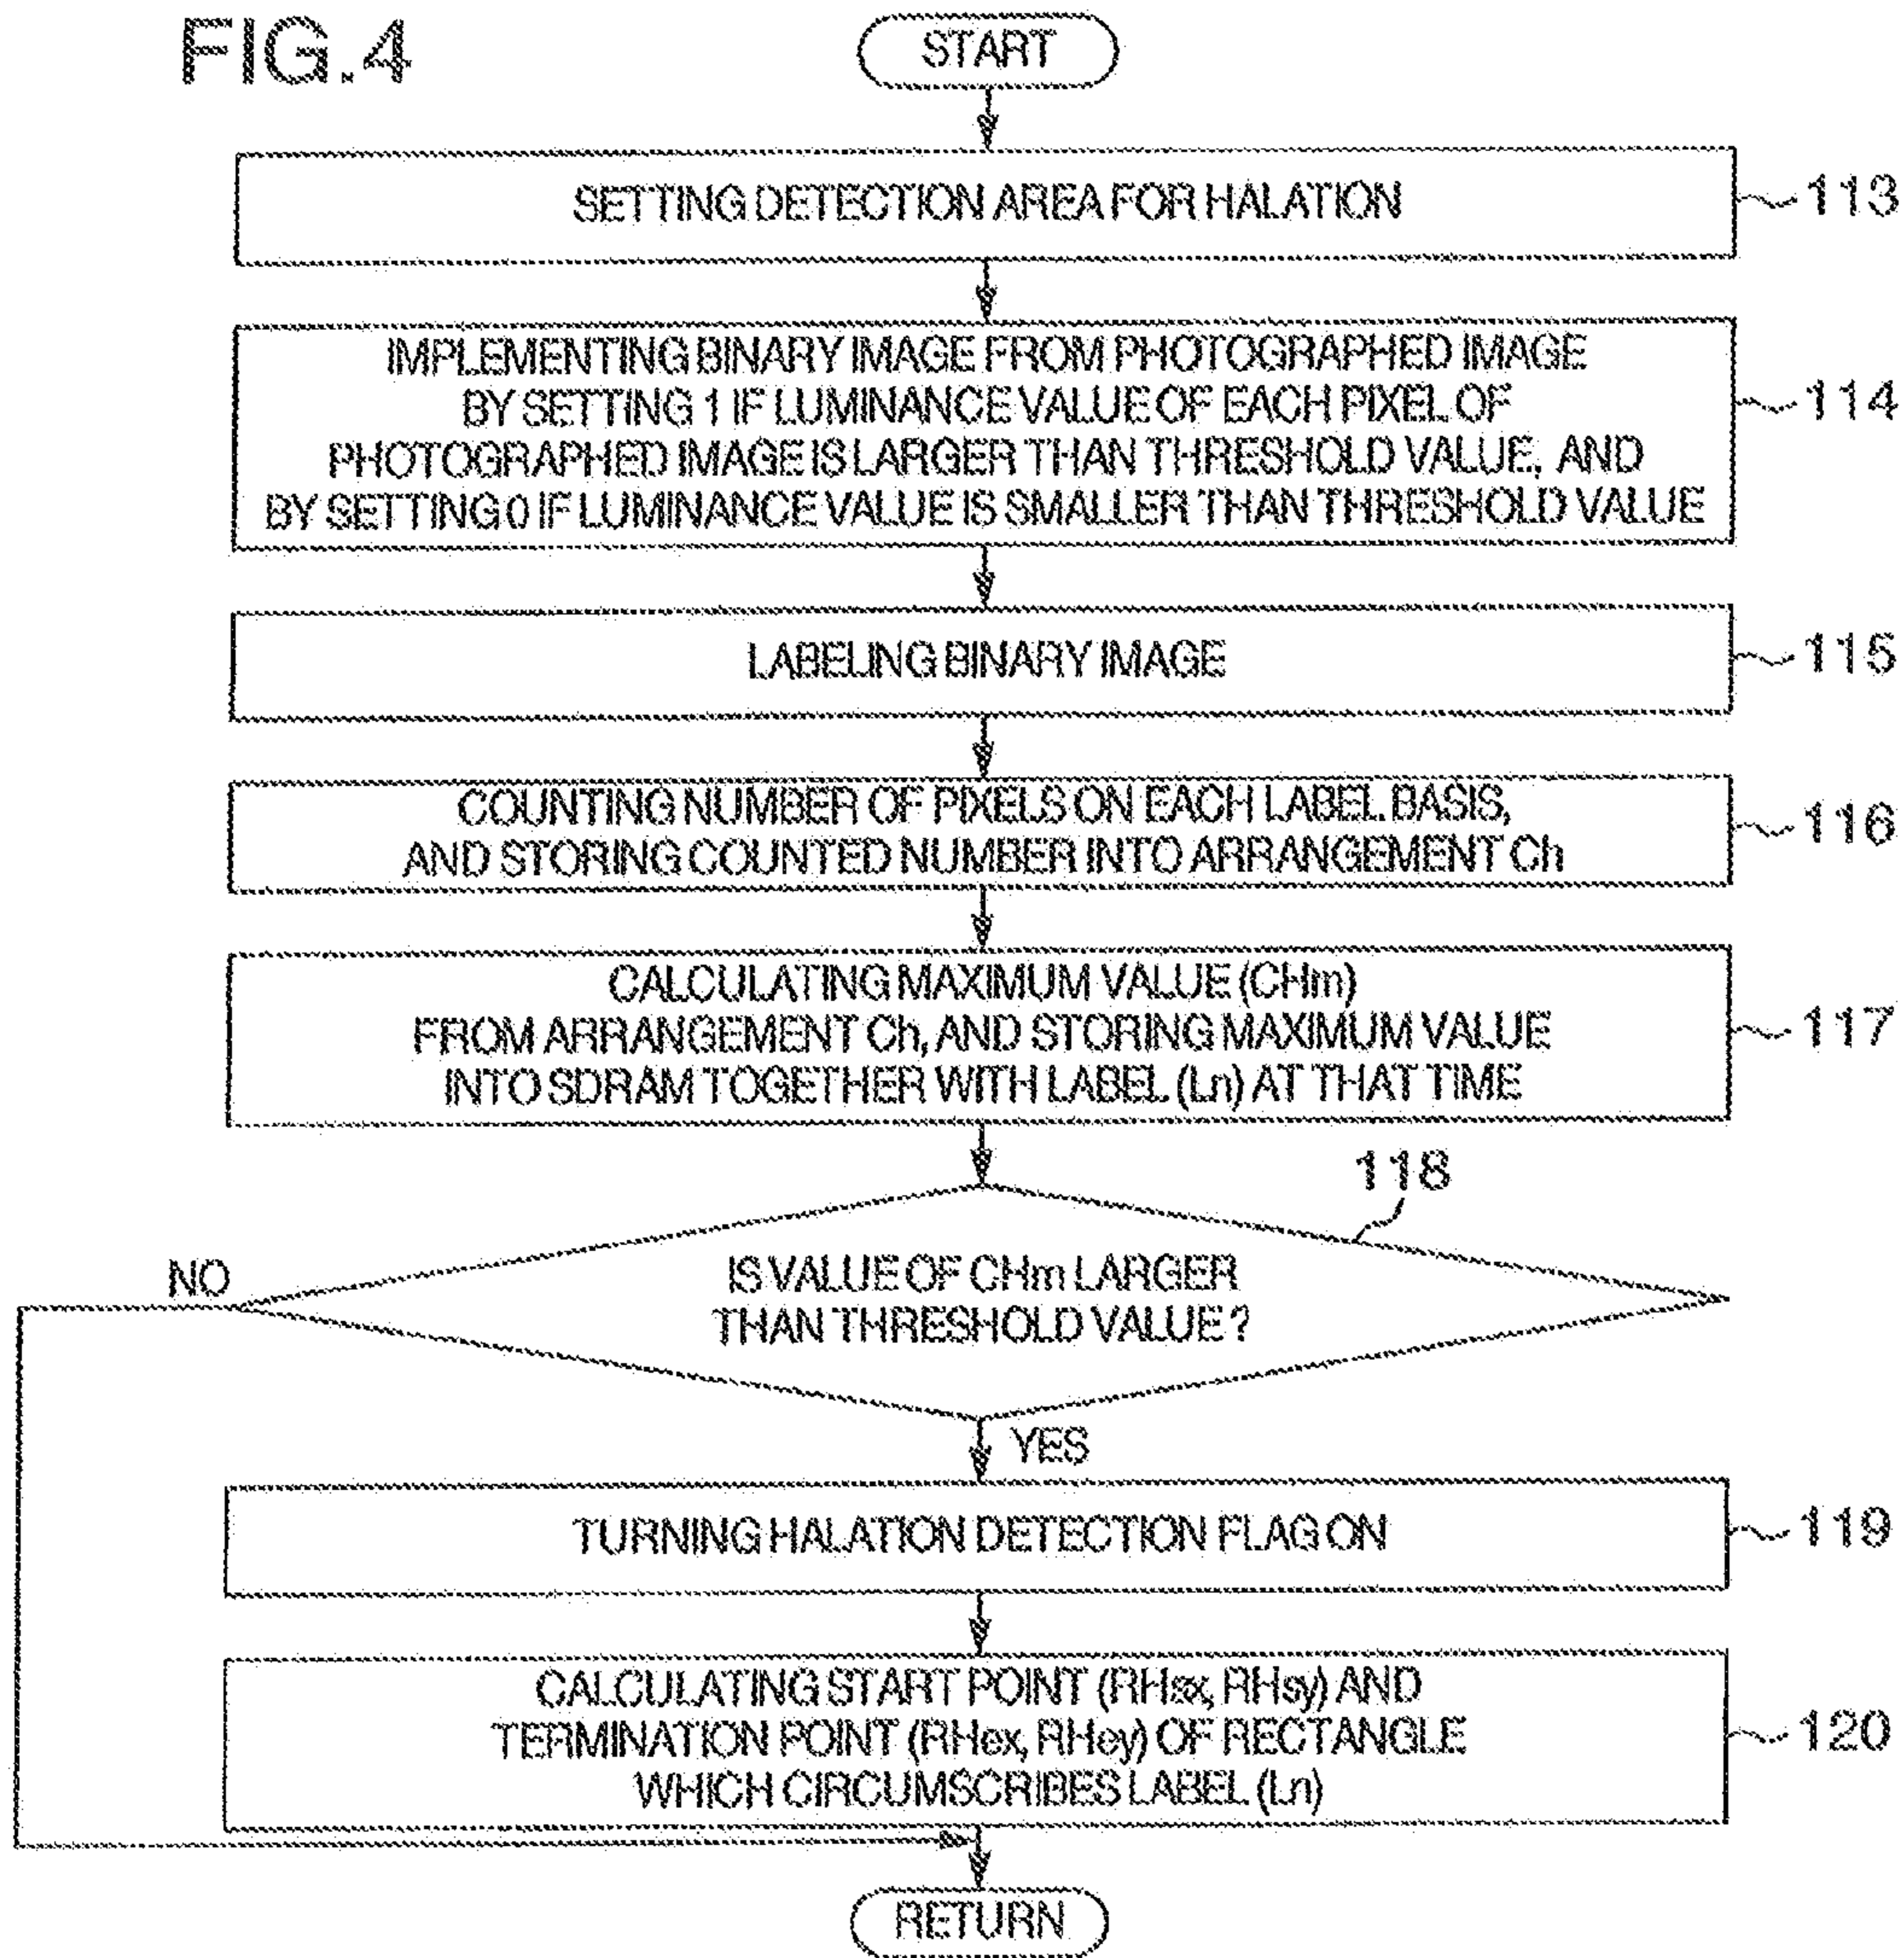 FIG.4
START
SETTING DETECTION AREA FOR HALATION
113
IMPLEMENTING BINARY IMAGE FROM PHOTOGRAPHED IMAGE
BY SETTING 1 IF LUMINANCE VALUE OF EACH PIXEL OF
PHOTOGRAPHED IMAGE IS LARGER THAN THRESHOLD VALUE, AND
BY SETTING 0 IF LUMINANCE VALUE IS SMALLER THAN THRESHOLD VALUE
114
LABELING BINARY IMAGE
115
COUNTING NUMBER OF PIXELS ON EACH LABEL BASIS,
AND STORING COUNTED NUMBER INTO ARRANGEMENT Ch
116
CALCULATING MAXIMUM VALUE (CHm)
FROM ARRANGEMENT Ch, AND STORING MAXIMUM VALUE
INTO SDRAM TOGETHER WITH LABEL (Ln) AT THAT TIME
117
118
NO
IS VALUE OF CHm LARGER
THAN THRESHOLD VALUE?
YES
TURNING HALATION DETECTION FLAG ON
119
CALCULATING START POINT (RHsx, RHsy) AND
TERMINATION POINT (RHex, RHey) OF RECTANGLE
WHICH CIRCUMSCRIBES LABEL (Ln)
120
RETURN